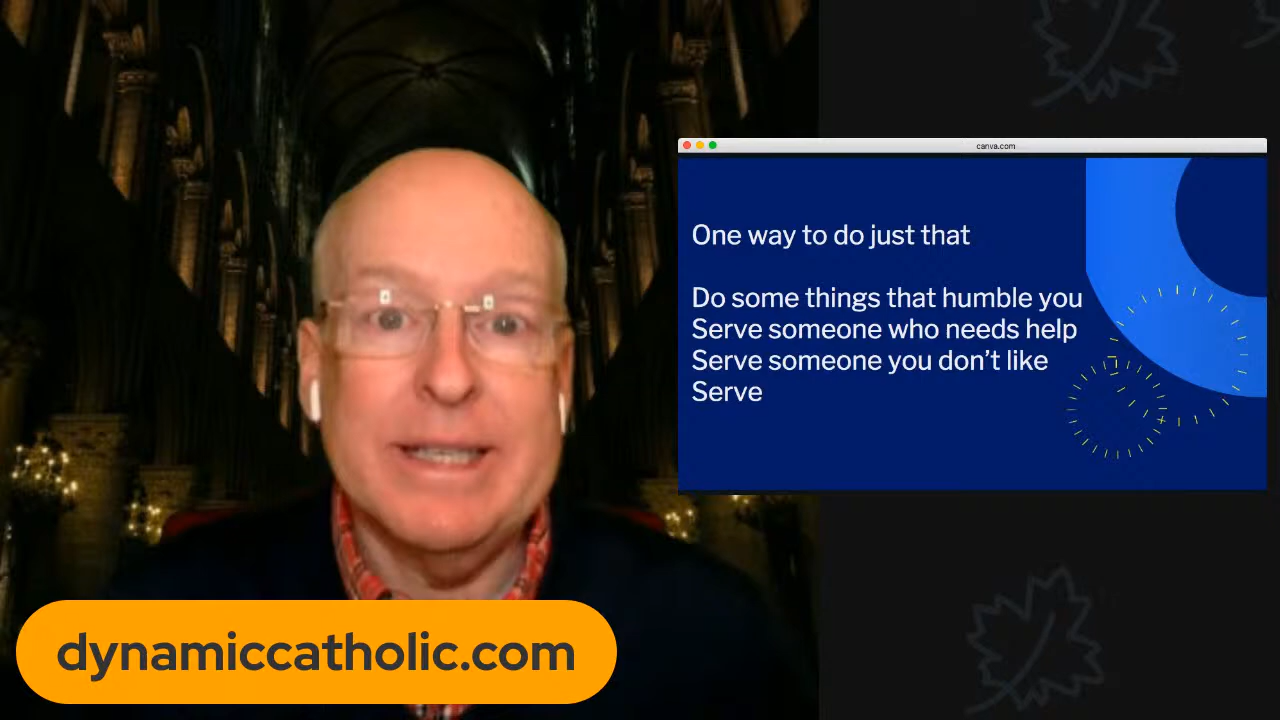 canva.com
One way to do just that
Do some things that humble you
Serve someone who needs help
Serve someone you don’t like
Serve
dynamiccatholic.com